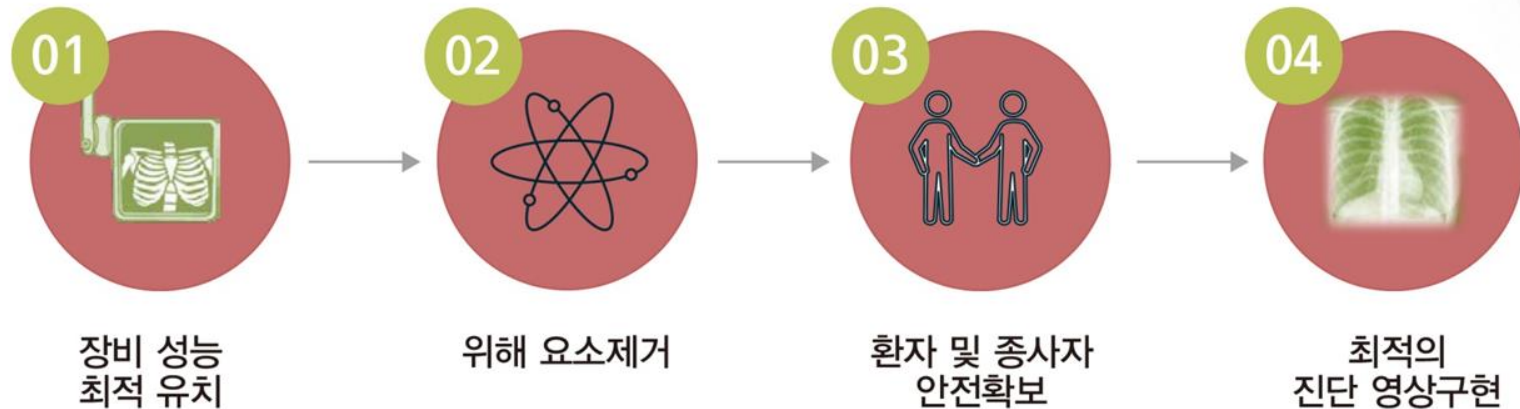 01
02
03
04
장비 성능
최적 유치
위해 요소제거
환자 및 종사자
안전확보
최적의
진단 영상구현